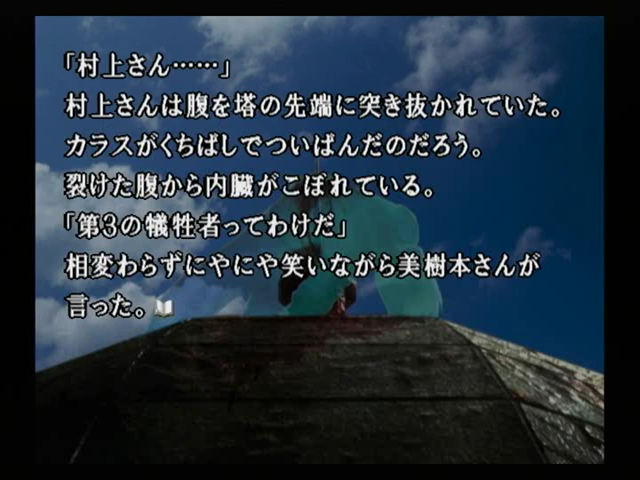 「村上さん……」
村上さんは腹を塔の先端に突き抜かれていた。
カラスがくちばしでついばんだのだろう。
裂けた腹から内臓がこぼれている。
「第3の犠牲者ってわけだ」
相変わらずにやにや笑いながら美樹本さんが
言った。